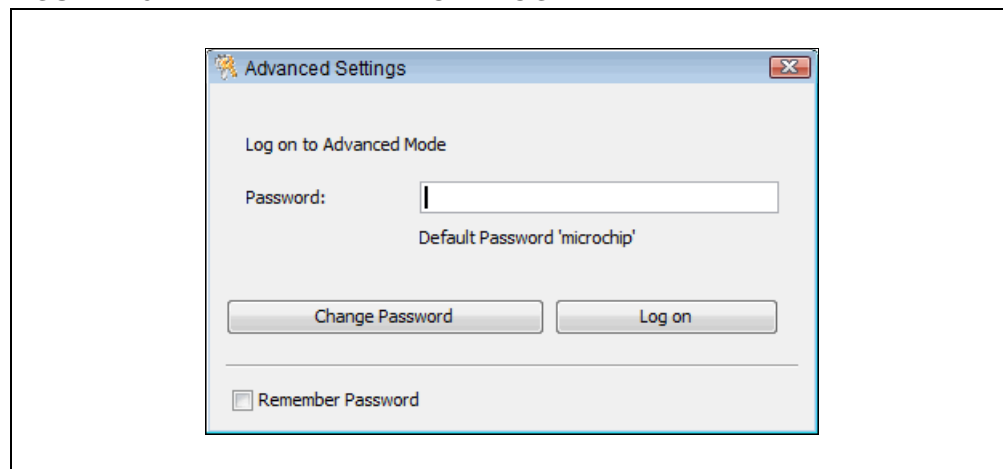 Advanced Settings
Log on to Advanced Mode
Password:
Default Password 'microchip'
Change Password
Log on
Remember Password